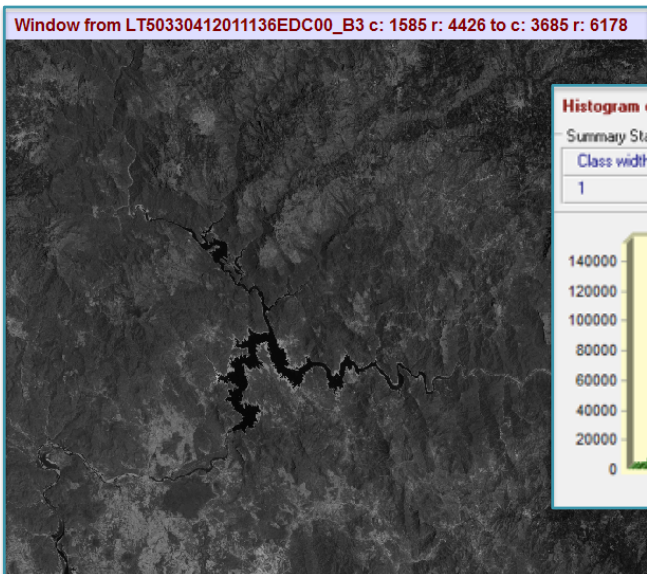 Window from LT50330412011136EDC00_B3 c: 1585 r: 4426 to c: 3685 r: 6178
Histogram
Summary Sta
Class width
1
140000
120000
100000
80000
60000
40000
20000
0